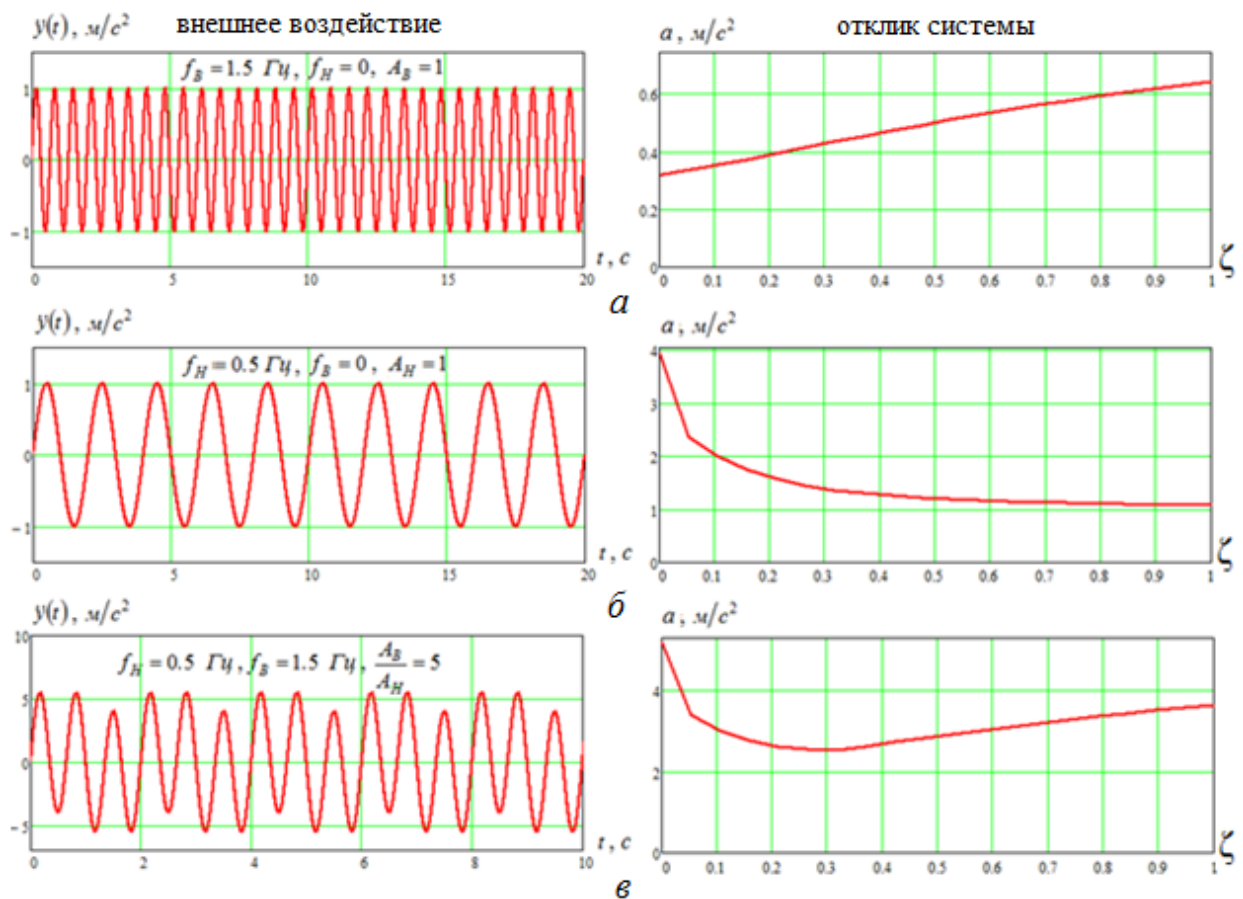 внешнее воздействие
отклик системы
y(t) , м/с²
a , м/с²
f_B = 1.5 Гц, f_H = 0, A_B = 1
1
0
−1
0 5 10 15 20
t , с
0.6
0.4
0.2
0
0.1 0.2 0.3 0.4 0.5 0.6 0.7 0.8 0.9 1
ζ
а
y(t) , м/с²
a , м/с²
f_H = 0.5 Гц, f_B = 0, A_H = 1
1
0
−1
0 5 10 15 20
t , с
4
3
2
1
0
0 0.1 0.2 0.3 0.4 0.5 0.6 0.7 0.8 0.9 1
ζ
б
y(t) , м/с²
a , м/с²
f_H = 0.5 Гц, f_B = 1.5 Гц, A_B/A_H = 5
10
5
0
−5
0 2 4 6 8 10
t , с
4
2
0
0 0.1 0.2 0.3 0.4 0.5 0.6 0.7 0.8 0.9 1
ζ
в